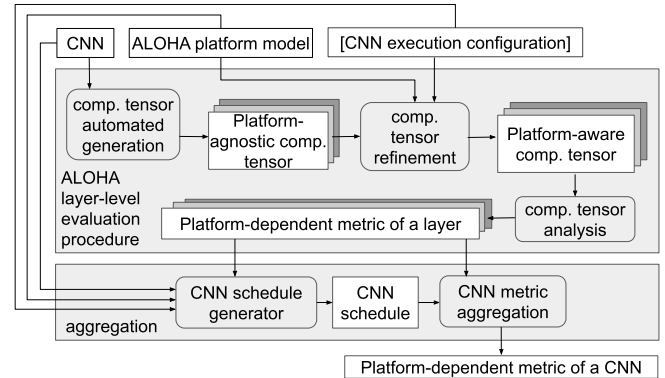 CNN
ALOHA platform model
[CNN execution configuration]
comp. tensor
automated
generation
Platform-
agnostic comp.
tensor
comp.
tensor
refinement
Platform-aware
comp. tensor
ALOHA
layer-level
evaluation
procedure
Platform-dependent metric of a layer
comp. tensor
analysis
CNN schedule
generator
CNN
schedule
CNN metric
aggregation
aggregation
Platform-dependent metric of a CNN